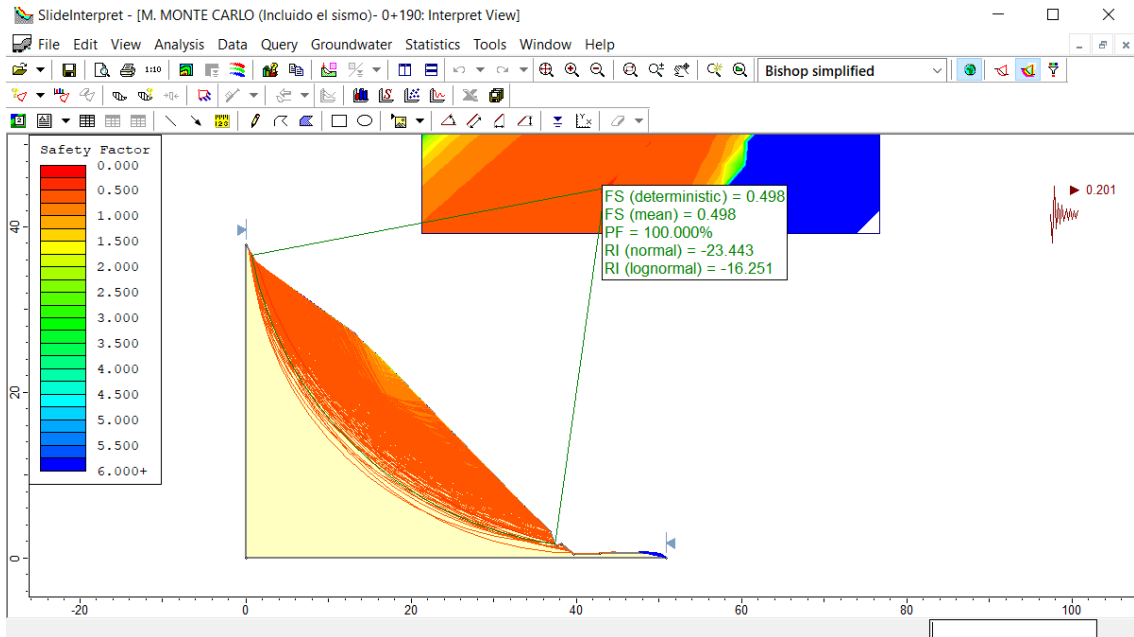 SlideInterpret - [M. MONTE CARLO (Incluido el sismo)- 0+190: Interpret View]
File Edit View Analysis Data Query Groundwater Statistics Tools Window Help
1:10
Bishop simplified
Safety Factor
0.000
0.500
1.000
1.500
2.000
2.500
3.000
3.500
4.000
4.500
5.000
5.500
6.000+
FS (deterministic) = 0.498
FS (mean) = 0.498
PF = 100.000%
RI (normal) = -23.443
RI (lognormal) = -16.251
0.201
40
20
0
-20 0 20 40 60 80 100